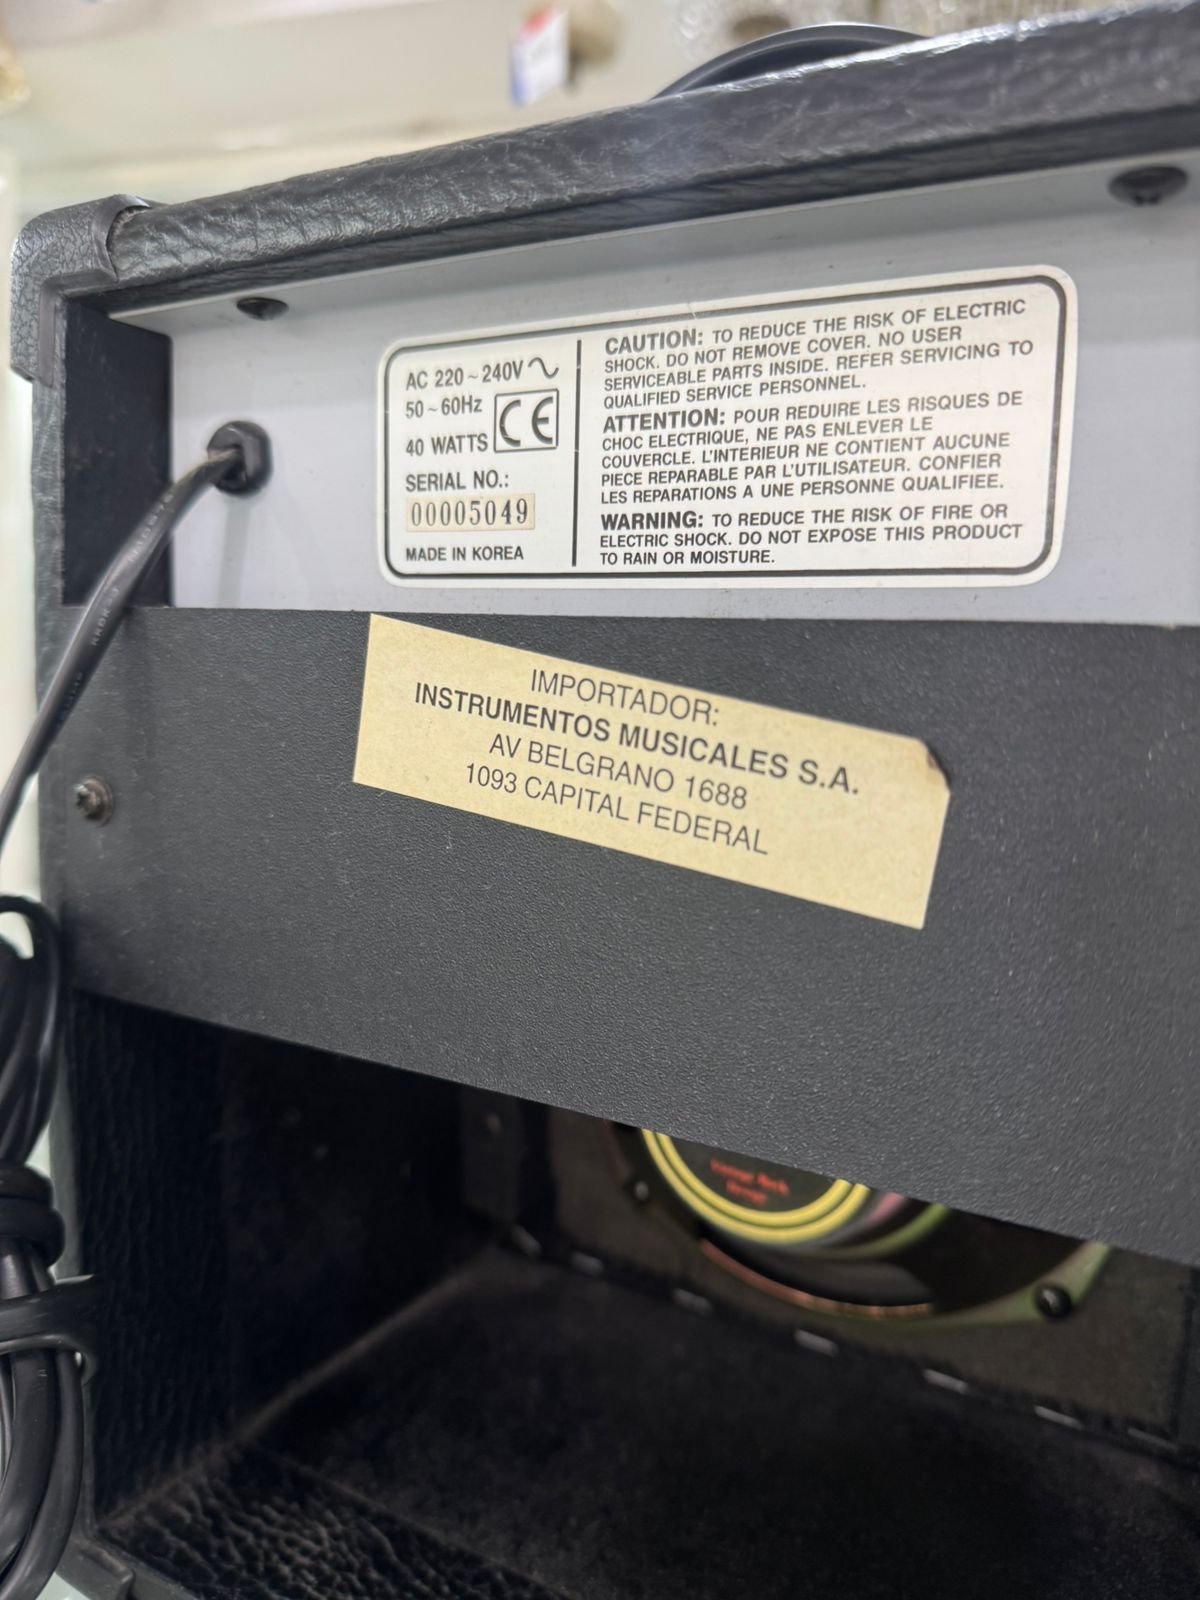 AC 220~240V
50~60Hz
CE
40 WATTS
SERIAL NO.:
00005049
MADE IN KOREA
CAUTION: TO REDUCE THE RISK OF ELECTRIC
SHOCK. DO NOT REMOVE COVER. NO USER
SERVICEABLE PARTS INSIDE. REFER SERVICING TO
QUALIFIED SERVICE PERSONNEL.
ATTENTION: POUR REDUIRE LES RISQUES DE
CHOC ELECTRIQUE, NE PAS ENLEVER LE
COUVERCLE. L'INTERIEUR NE CONTIENT AUCUNE
PIECE REPARABLE PAR L'UTILISATEUR. CONFIER
LES REPARATIONS A UNE PERSONNE QUALIFIEE.
WARNING: TO REDUCE THE RISK OF FIRE OR
ELECTRIC SHOCK. DO NOT EXPOSE THIS PRODUCT
TO RAIN OR MOISTURE.
IMPORTADOR:
INSTRUMENTOS MUSICALES S.A.
AV BELGRANO 1688
1093 CAPITAL FEDERAL